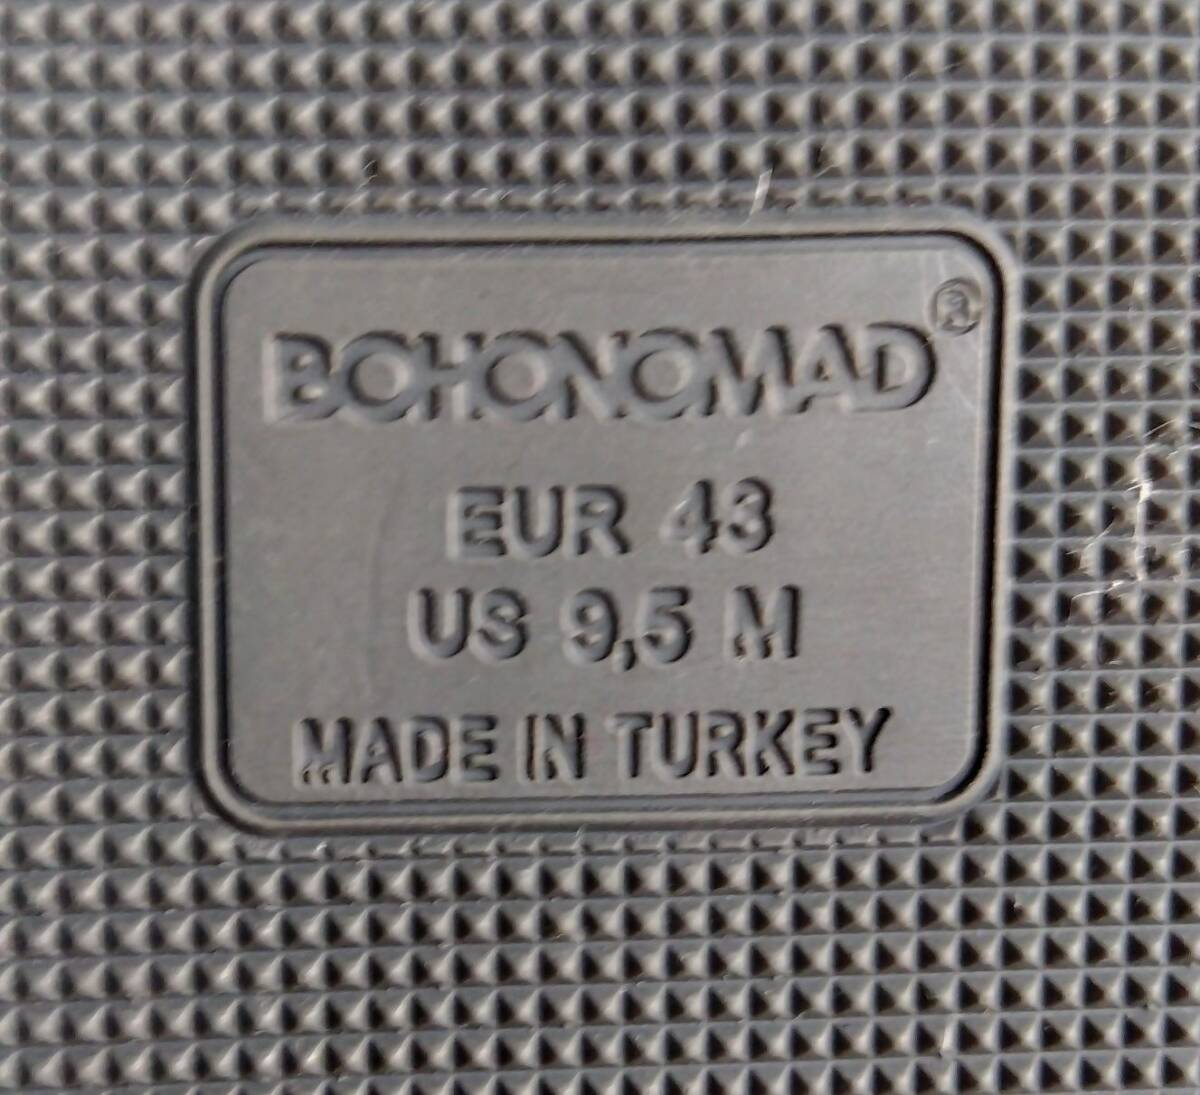 BOHONOMAD®
EUR 43
US 9,5 M
MADE IN TURKEY